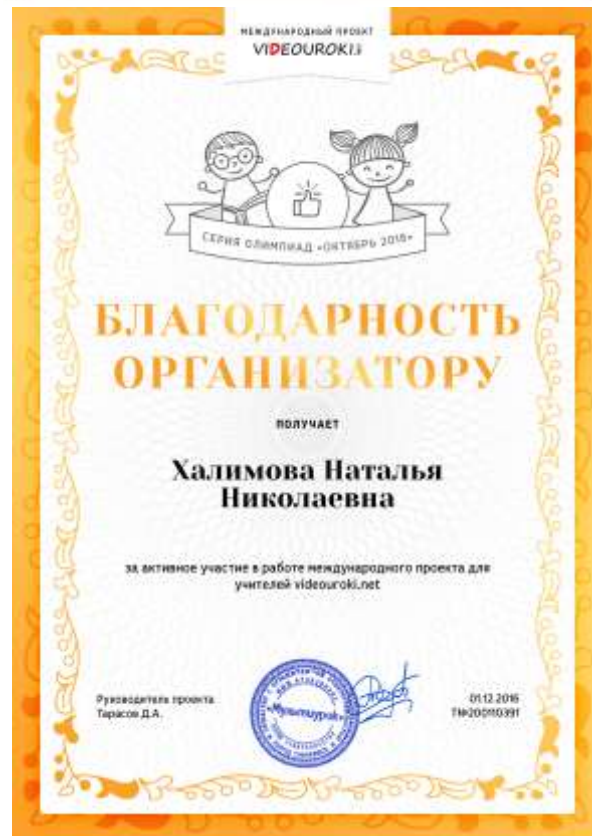 МЕЖДУНАРОДНЫЙ ПРОЕКТ
VIDEOUROKI
СЕРИЯ ОЛИМПИАД «ОКТЯБРЬ 2016»
БЛАГОДАРНОСТЬ
ОРГАНИЗАТОРУ
ПОЛУЧАЕТ
Халимова Наталья
Николаевна
за активное участие в работе международного проекта для
учителей videouroki.net
Руководитель проекта
Тарасов Д.А.
«Мультиурок»
01.12.2016
Т№200110391